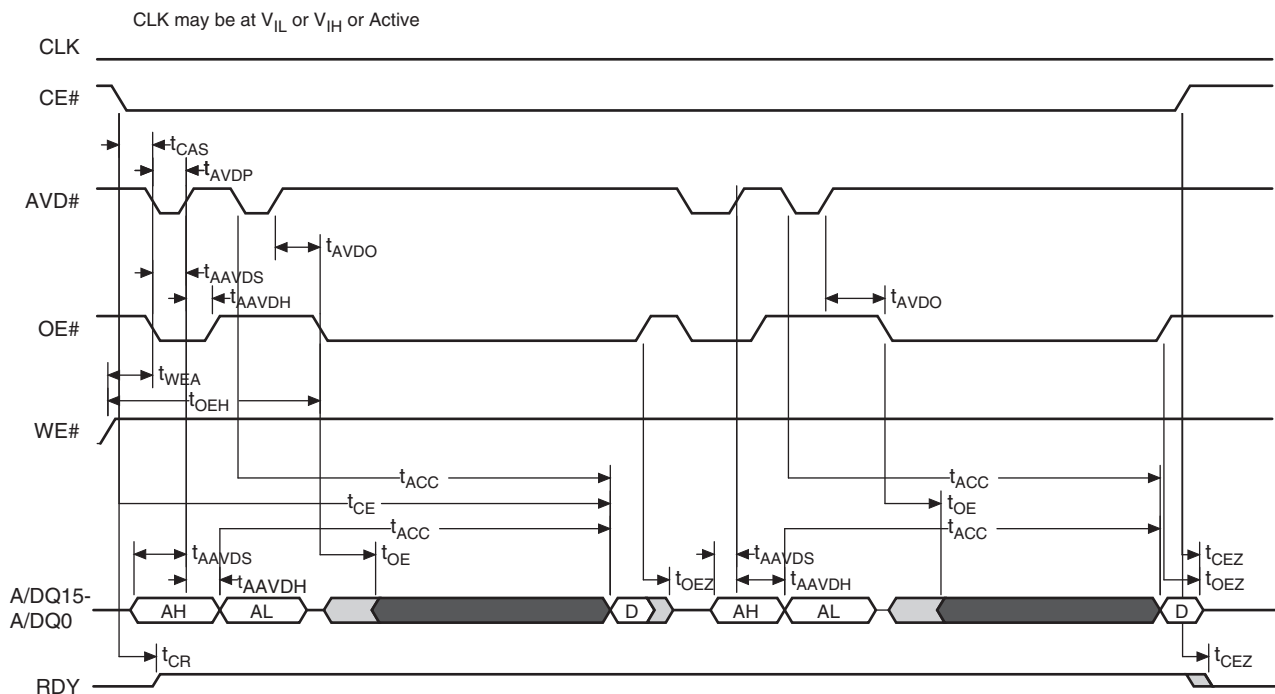 CLK may be at VIL or VIH or Active
CLK
CE#
tCAS
tAVDP
AVD#
tAVDO
tAAVDS
tAAVDH
tAVDO
OE#
tWEA
tOEH
WE#
tACC
tACC
tCE
tOE
tACC
tACC
tAAVDS
tOE
tAAVDS
tCEZ
tAAVDH
tOEZ
tAAVDH
tOEZ
A/DQ15-
A/DQ0
AH
AL
D
AH
AL
D
tCR
tCEZ
RDY